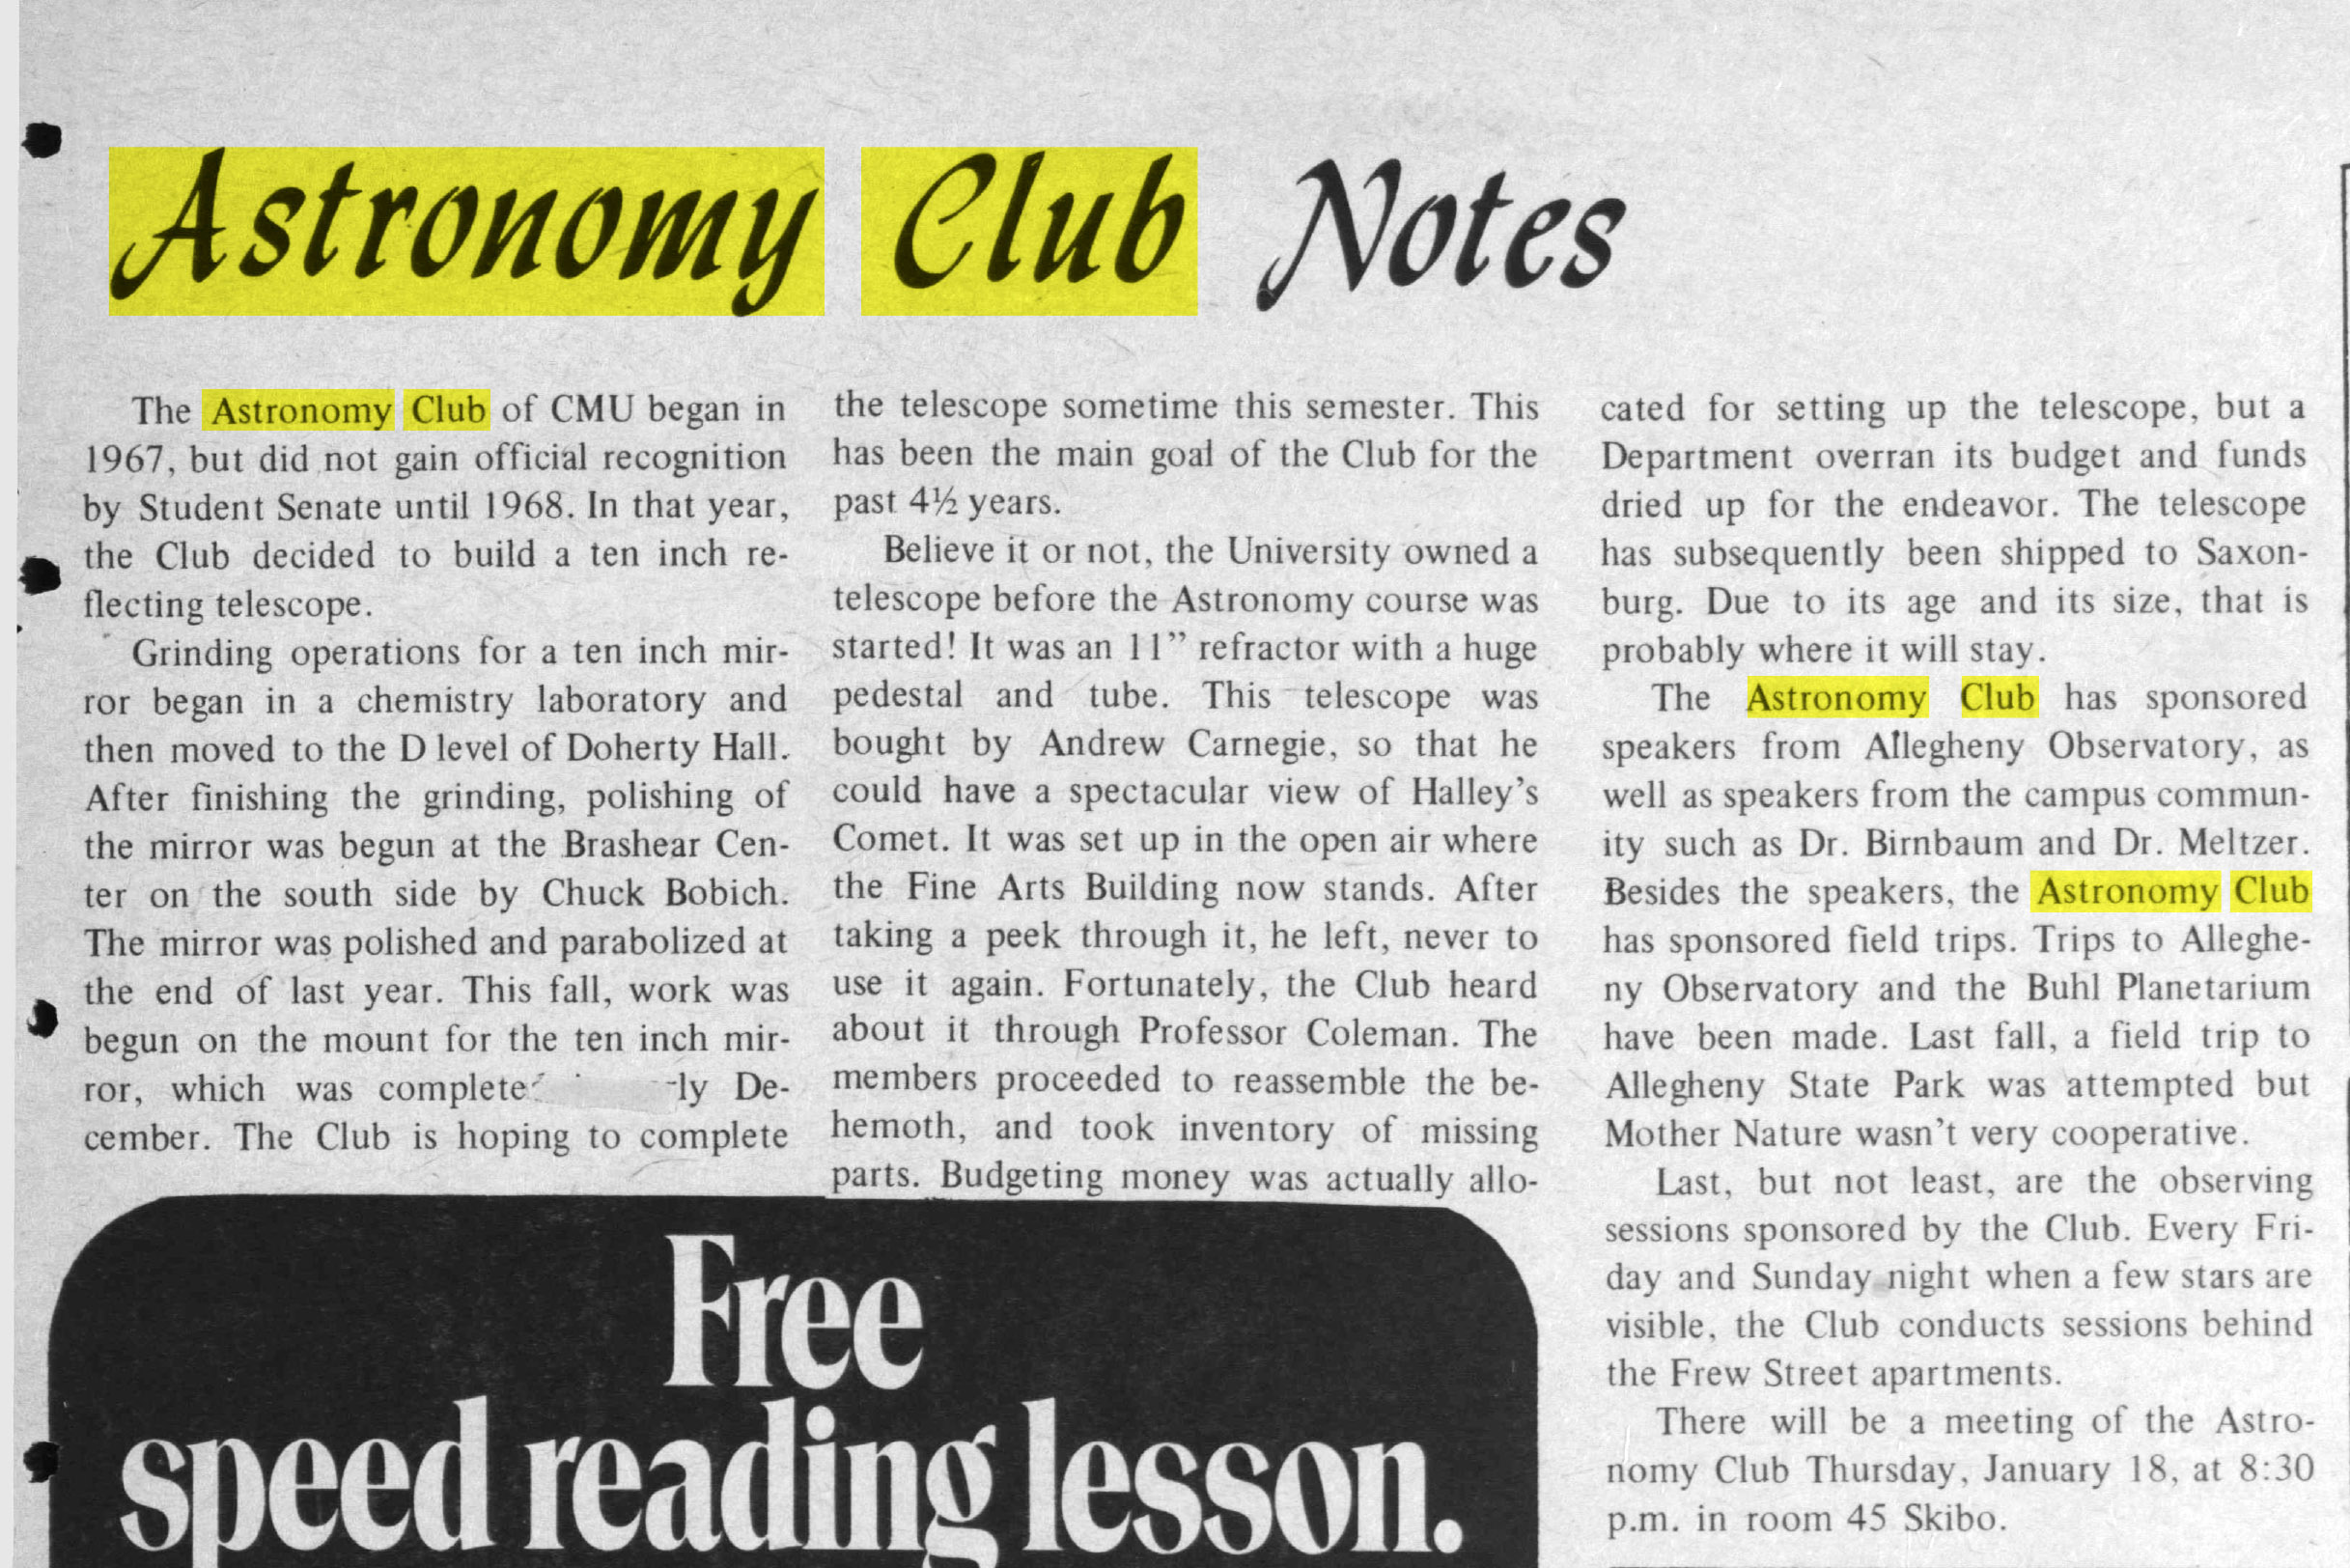 Astronomy Club Notes
The Astronomy Club of CMU began in
1967, but did not gain official recognition
by Student Senate until 1968. In that year,
the Club decided to build a ten inch re-
flecting telescope.
Grinding operations for a ten inch mir-
ror began in a chemistry laboratory and
then moved to the D level of Doherty Hall.
After finishing the grinding, polishing of
the mirror was begun at the Brashear Cen-
ter on the south side by Chuck Bobich.
The mirror was polished and parabolized at
the end of last year. This fall, work was
begun on the mount for the ten inch mir-
ror, which was De-
cember. The Club is hoping to complete
the telescope sometime this semester. This
has been the main goal of the Club for the
past 4½ years.
Believe it or not, the University owned a
telescope before the Astronomy course was
started! It was an 11” refractor with a huge
pedestal and tube. This telescope was
bought by Andrew Carnegie, so that he
could have a spectacular view of Halley's
Comet. It was set up in the open air where
the Fine Arts Building now stands. After
taking a peek through it, he left, never to
use it again. Fortunately, the Club heard
about it through Professor Coleman. The
members proceeded to reassemble the be-
hemoth, and took inventory of missing
parts. Budgeting money was actually allo-
cated for setting up the telescope, but a
Department overran its budget and funds
dried up for the endeavor. The telescope
has subsequently been shipped to Saxon-
burg. Due to its age and its size, that is
probably where it will stay.
The Astronomy Club has sponsored
speakers from Allegheny Observatory, as
well as speakers from the campus commun-
ity such as Dr. Birnbaum and Dr. Meltzer.
Besides the speakers, the Astronomy Club
has sponsored field trips. Trips to Alleghe-
ny Observatory and the Buhl Planetarium
have been made. Last fall, a field trip to
Allegheny State Park was attempted but
Mother Nature wasn't very cooperative.
Last, but not least, are the observing
sessions sponsored by the Club. Every Fri-
day and Sunday night when a few stars are
visible, the Club conducts sessions behind
the Frew Street apartments.
There will be a meeting of the Astro-
nomy Club Thursday, January 18, at 8:30
p.m. in room 45 Skibo.
Free
speed reading lesson.